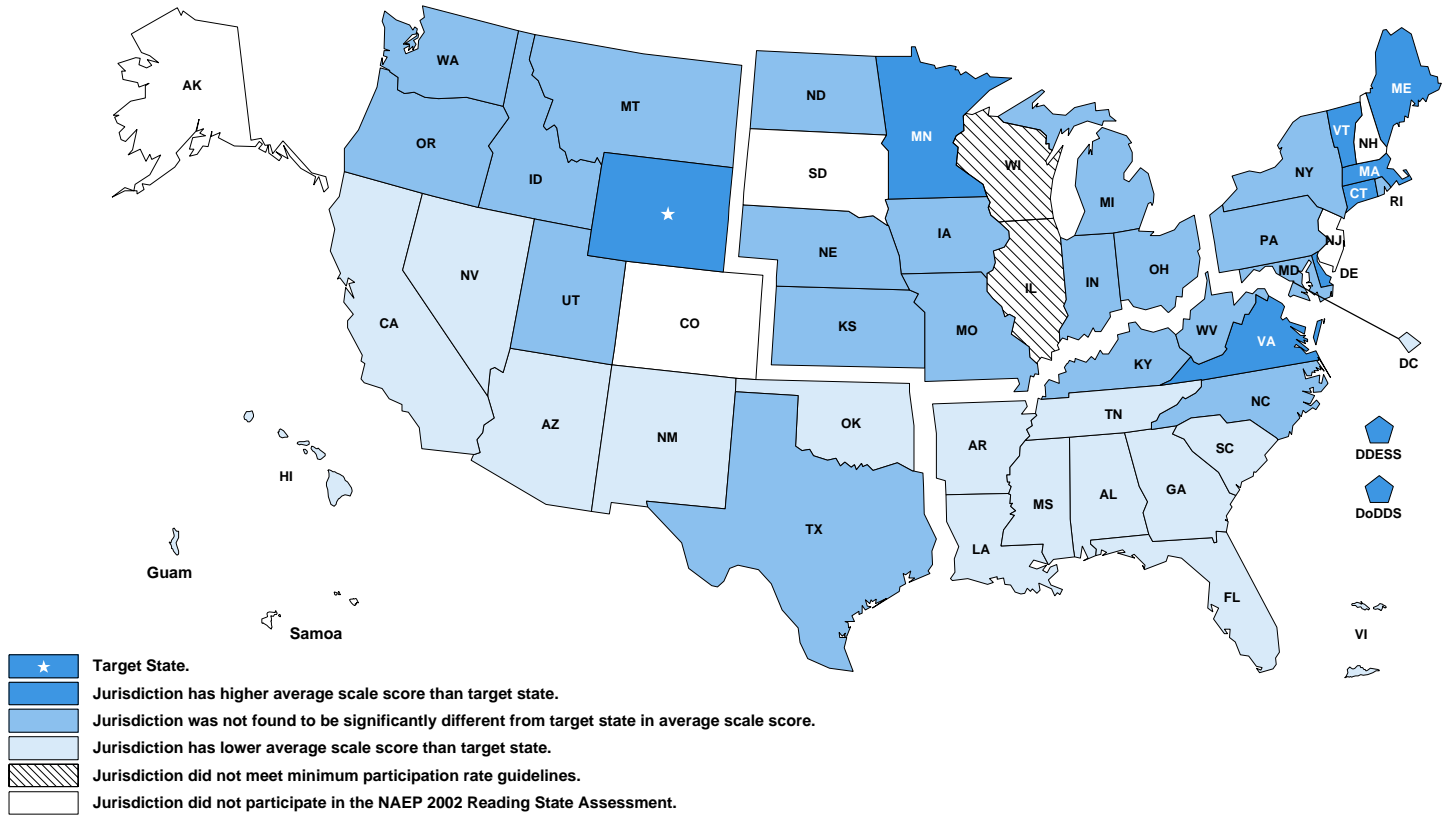 AK
WA
MT
ND
MN
ME
VT
NH
OR
ID
SD
WI
MI
NY
MA
CT
RI
NV
UT
NE
IA
PA
NJ
CA
CO
KS
MO
IL
IN
OH
MD
DE
WV
VA
DC
KY
NC
AZ
NM
OK
AR
TN
SC
DDESS
HI
TX
LA
MS
AL
GA
DoDDS
FL
Guam
Samoa
VI
Target State.
Jurisdiction has higher average scale score than target state.
Jurisdiction was not found to be significantly different from target state in average scale score.
Jurisdiction has lower average scale score than target state.
Jurisdiction did not meet minimum participation rate guidelines.
Jurisdiction did not participate in the NAEP 2002 Reading State Assessment.